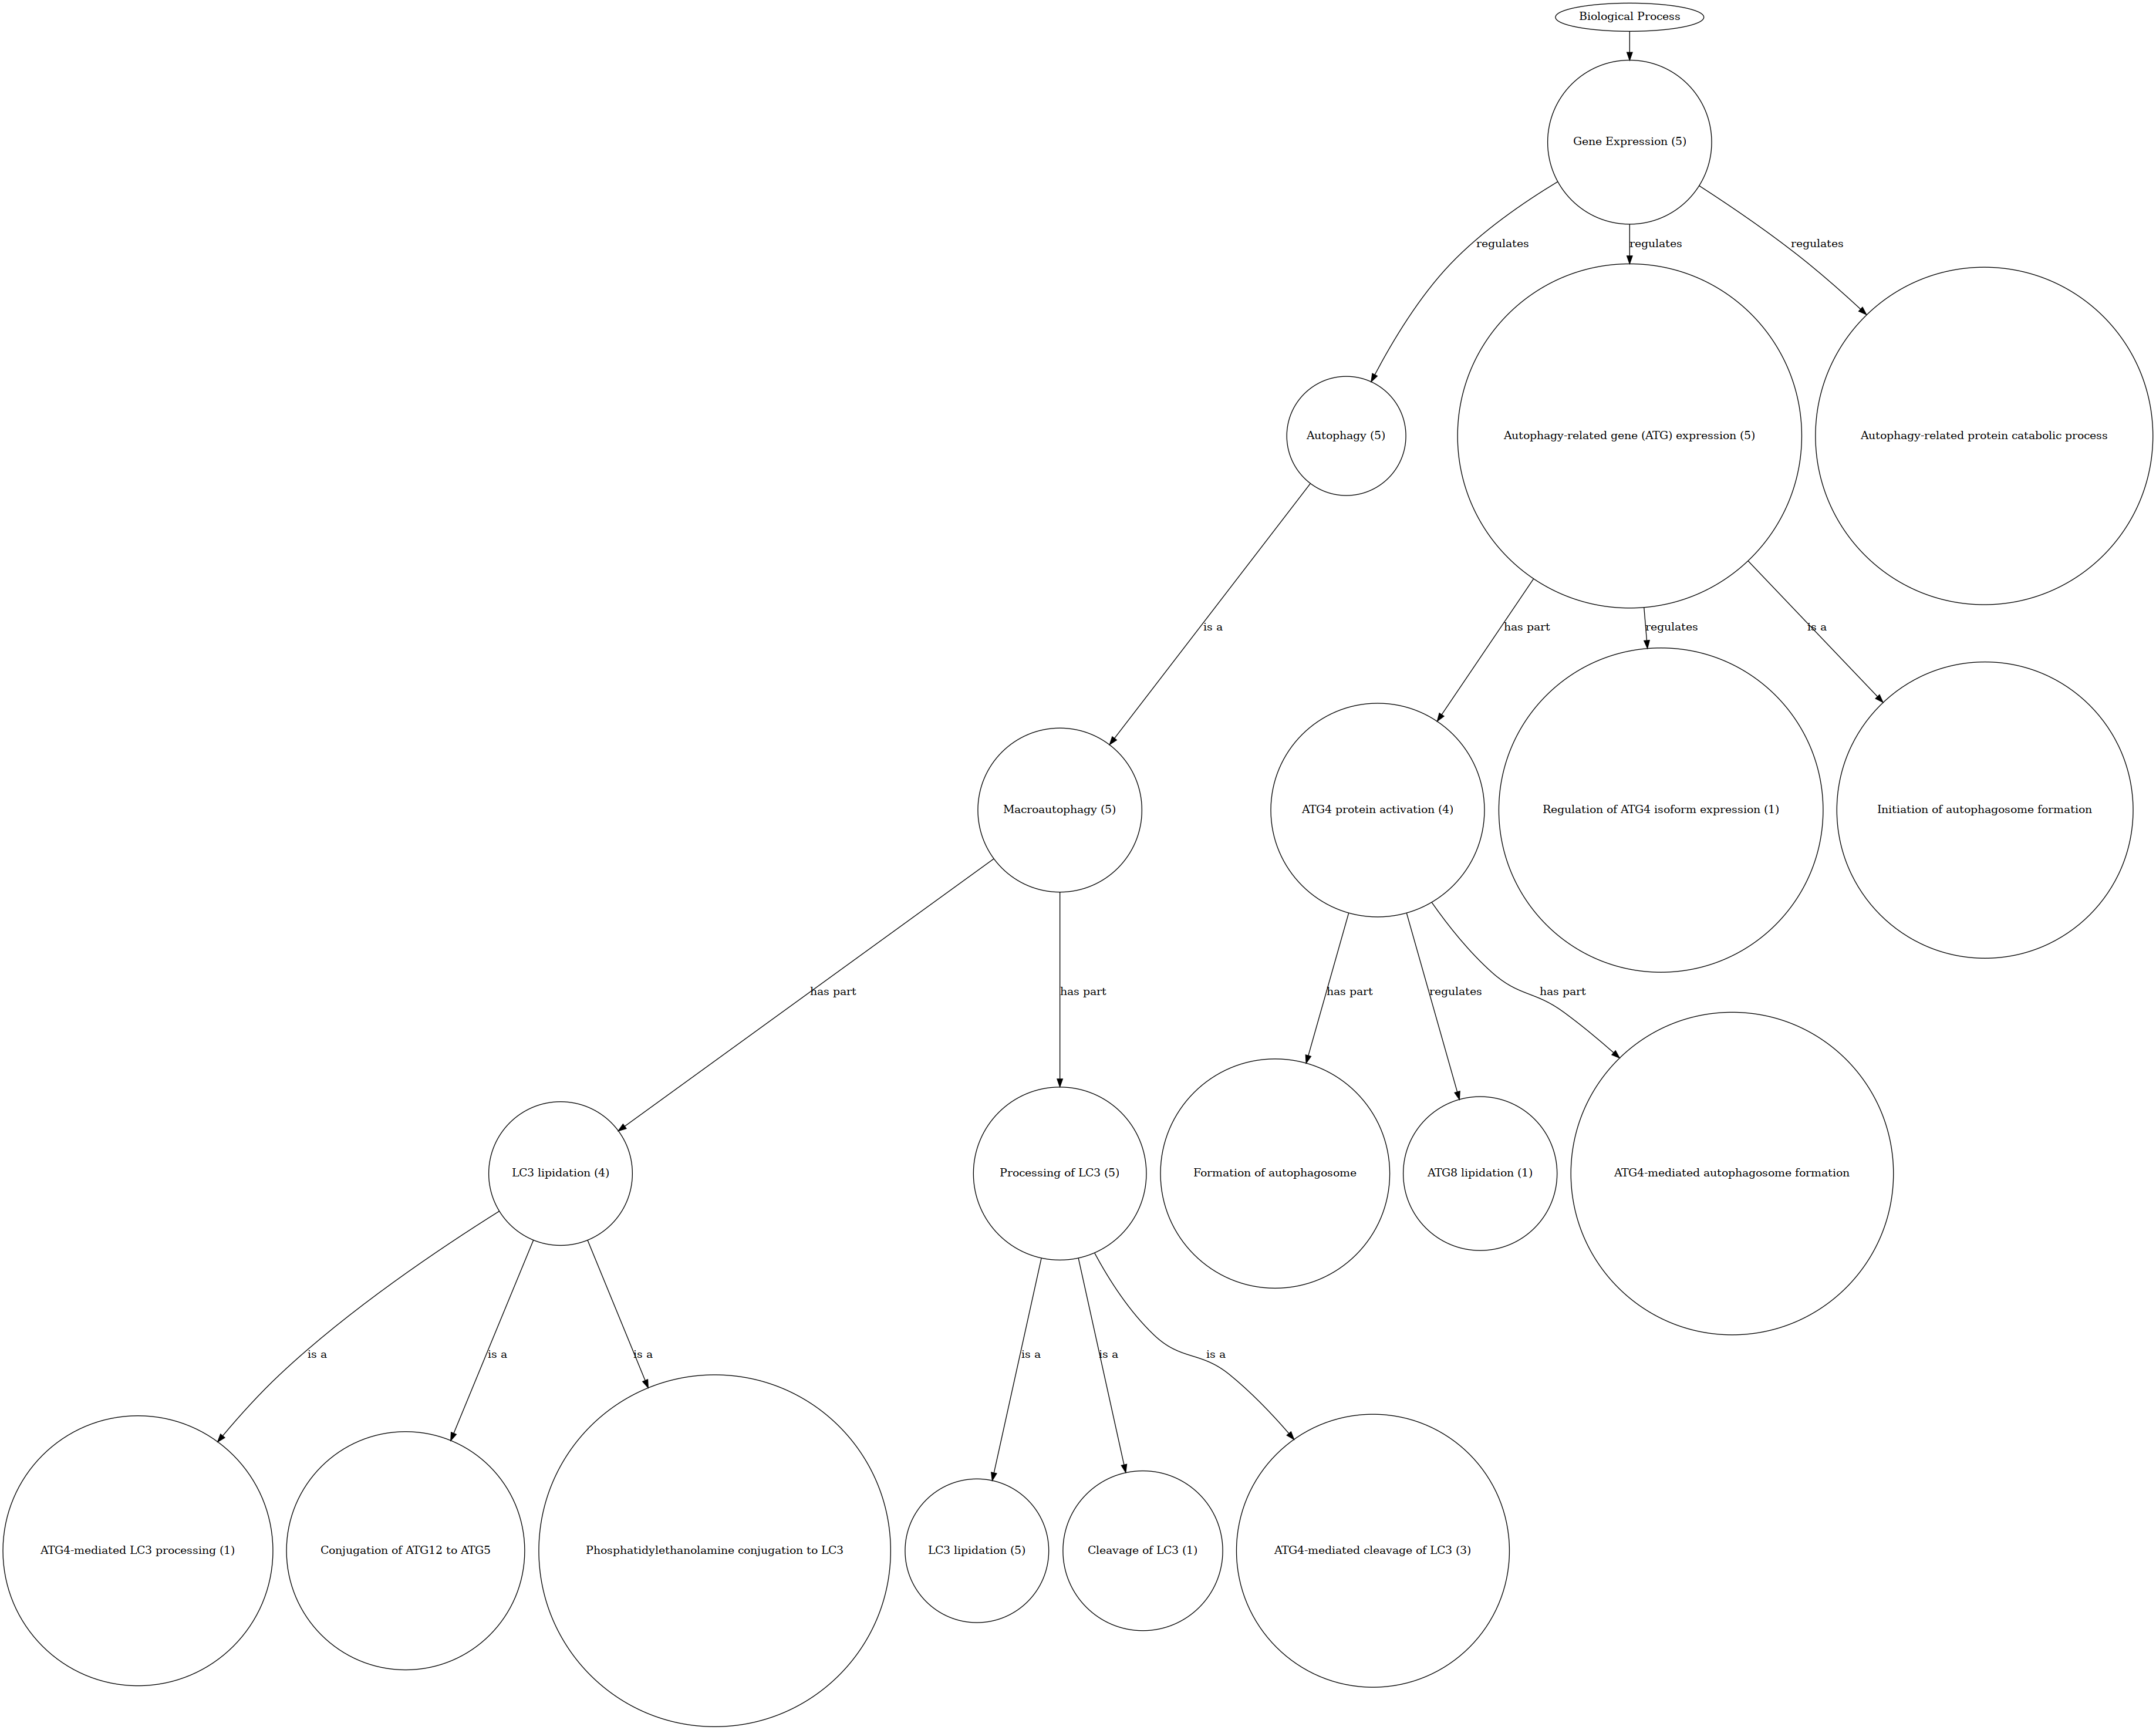 Biological Process
Gene Expression (5)
regulates
regulates
regulates
Autophagy (5)
Autophagy-related gene (ATG) expression (5)
Autophagy-related protein catabolic process
is a
has part
regulates
is a
Macroautophagy (5)
ATG4 protein activation (4)
Regulation of ATG4 isoform expression (1)
Initiation of autophagosome formation
has part
has part
has part
regulates
has part
LC3 lipidation (4)
Processing of LC3 (5)
Formation of autophagosome
ATG8 lipidation (1)
ATG4-mediated autophagosome formation
is a
is a
is a
is a
is a
is a
ATG4-mediated LC3 processing (1)
Conjugation of ATG12 to ATG5
Phosphatidylethanolamine conjugation to LC3
LC3 lipidation (5)
Cleavage of LC3 (1)
ATG4-mediated cleavage of LC3 (3)